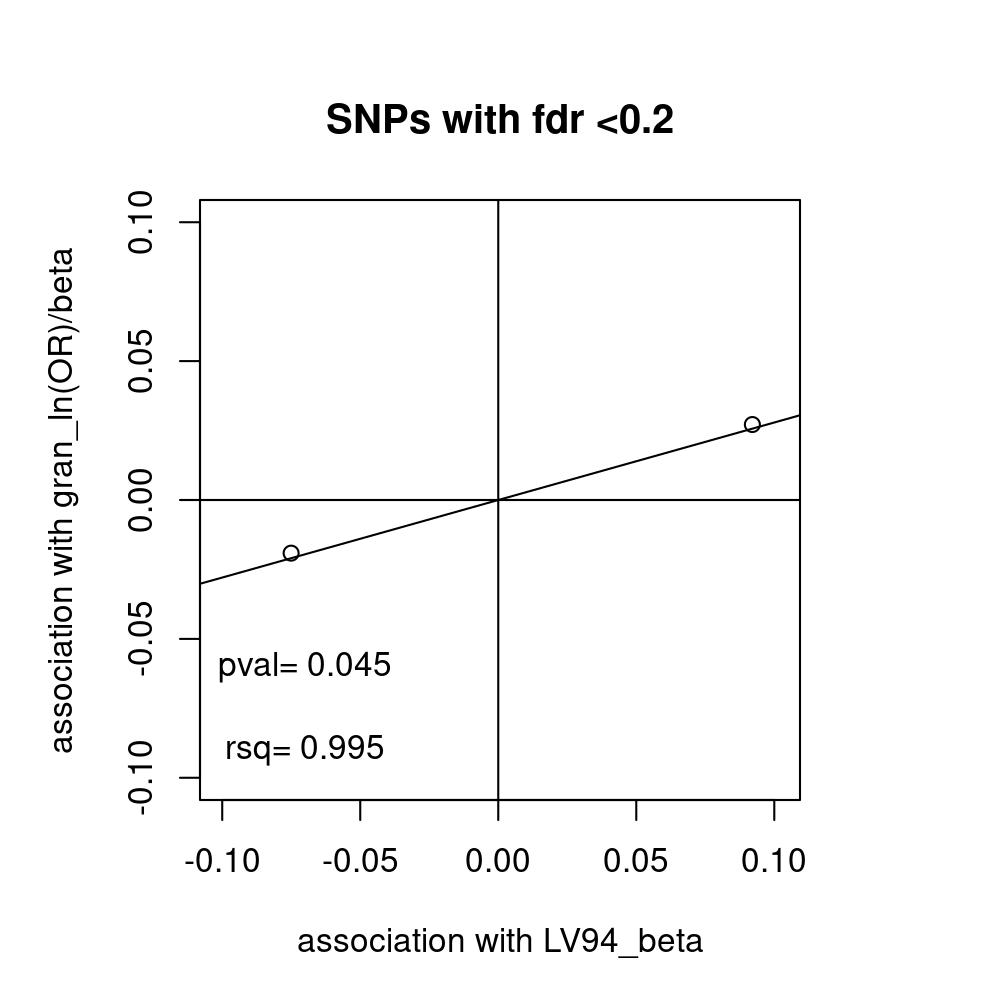 SNPs with fdr <0.2
association with gran_ln(OR)/beta
0.10
0.05
0.00
-0.05
-0.10
pval= 0.045
rsq= 0.995
-0.10
-0.05
0.00
0.05
0.10
association with LV94_beta